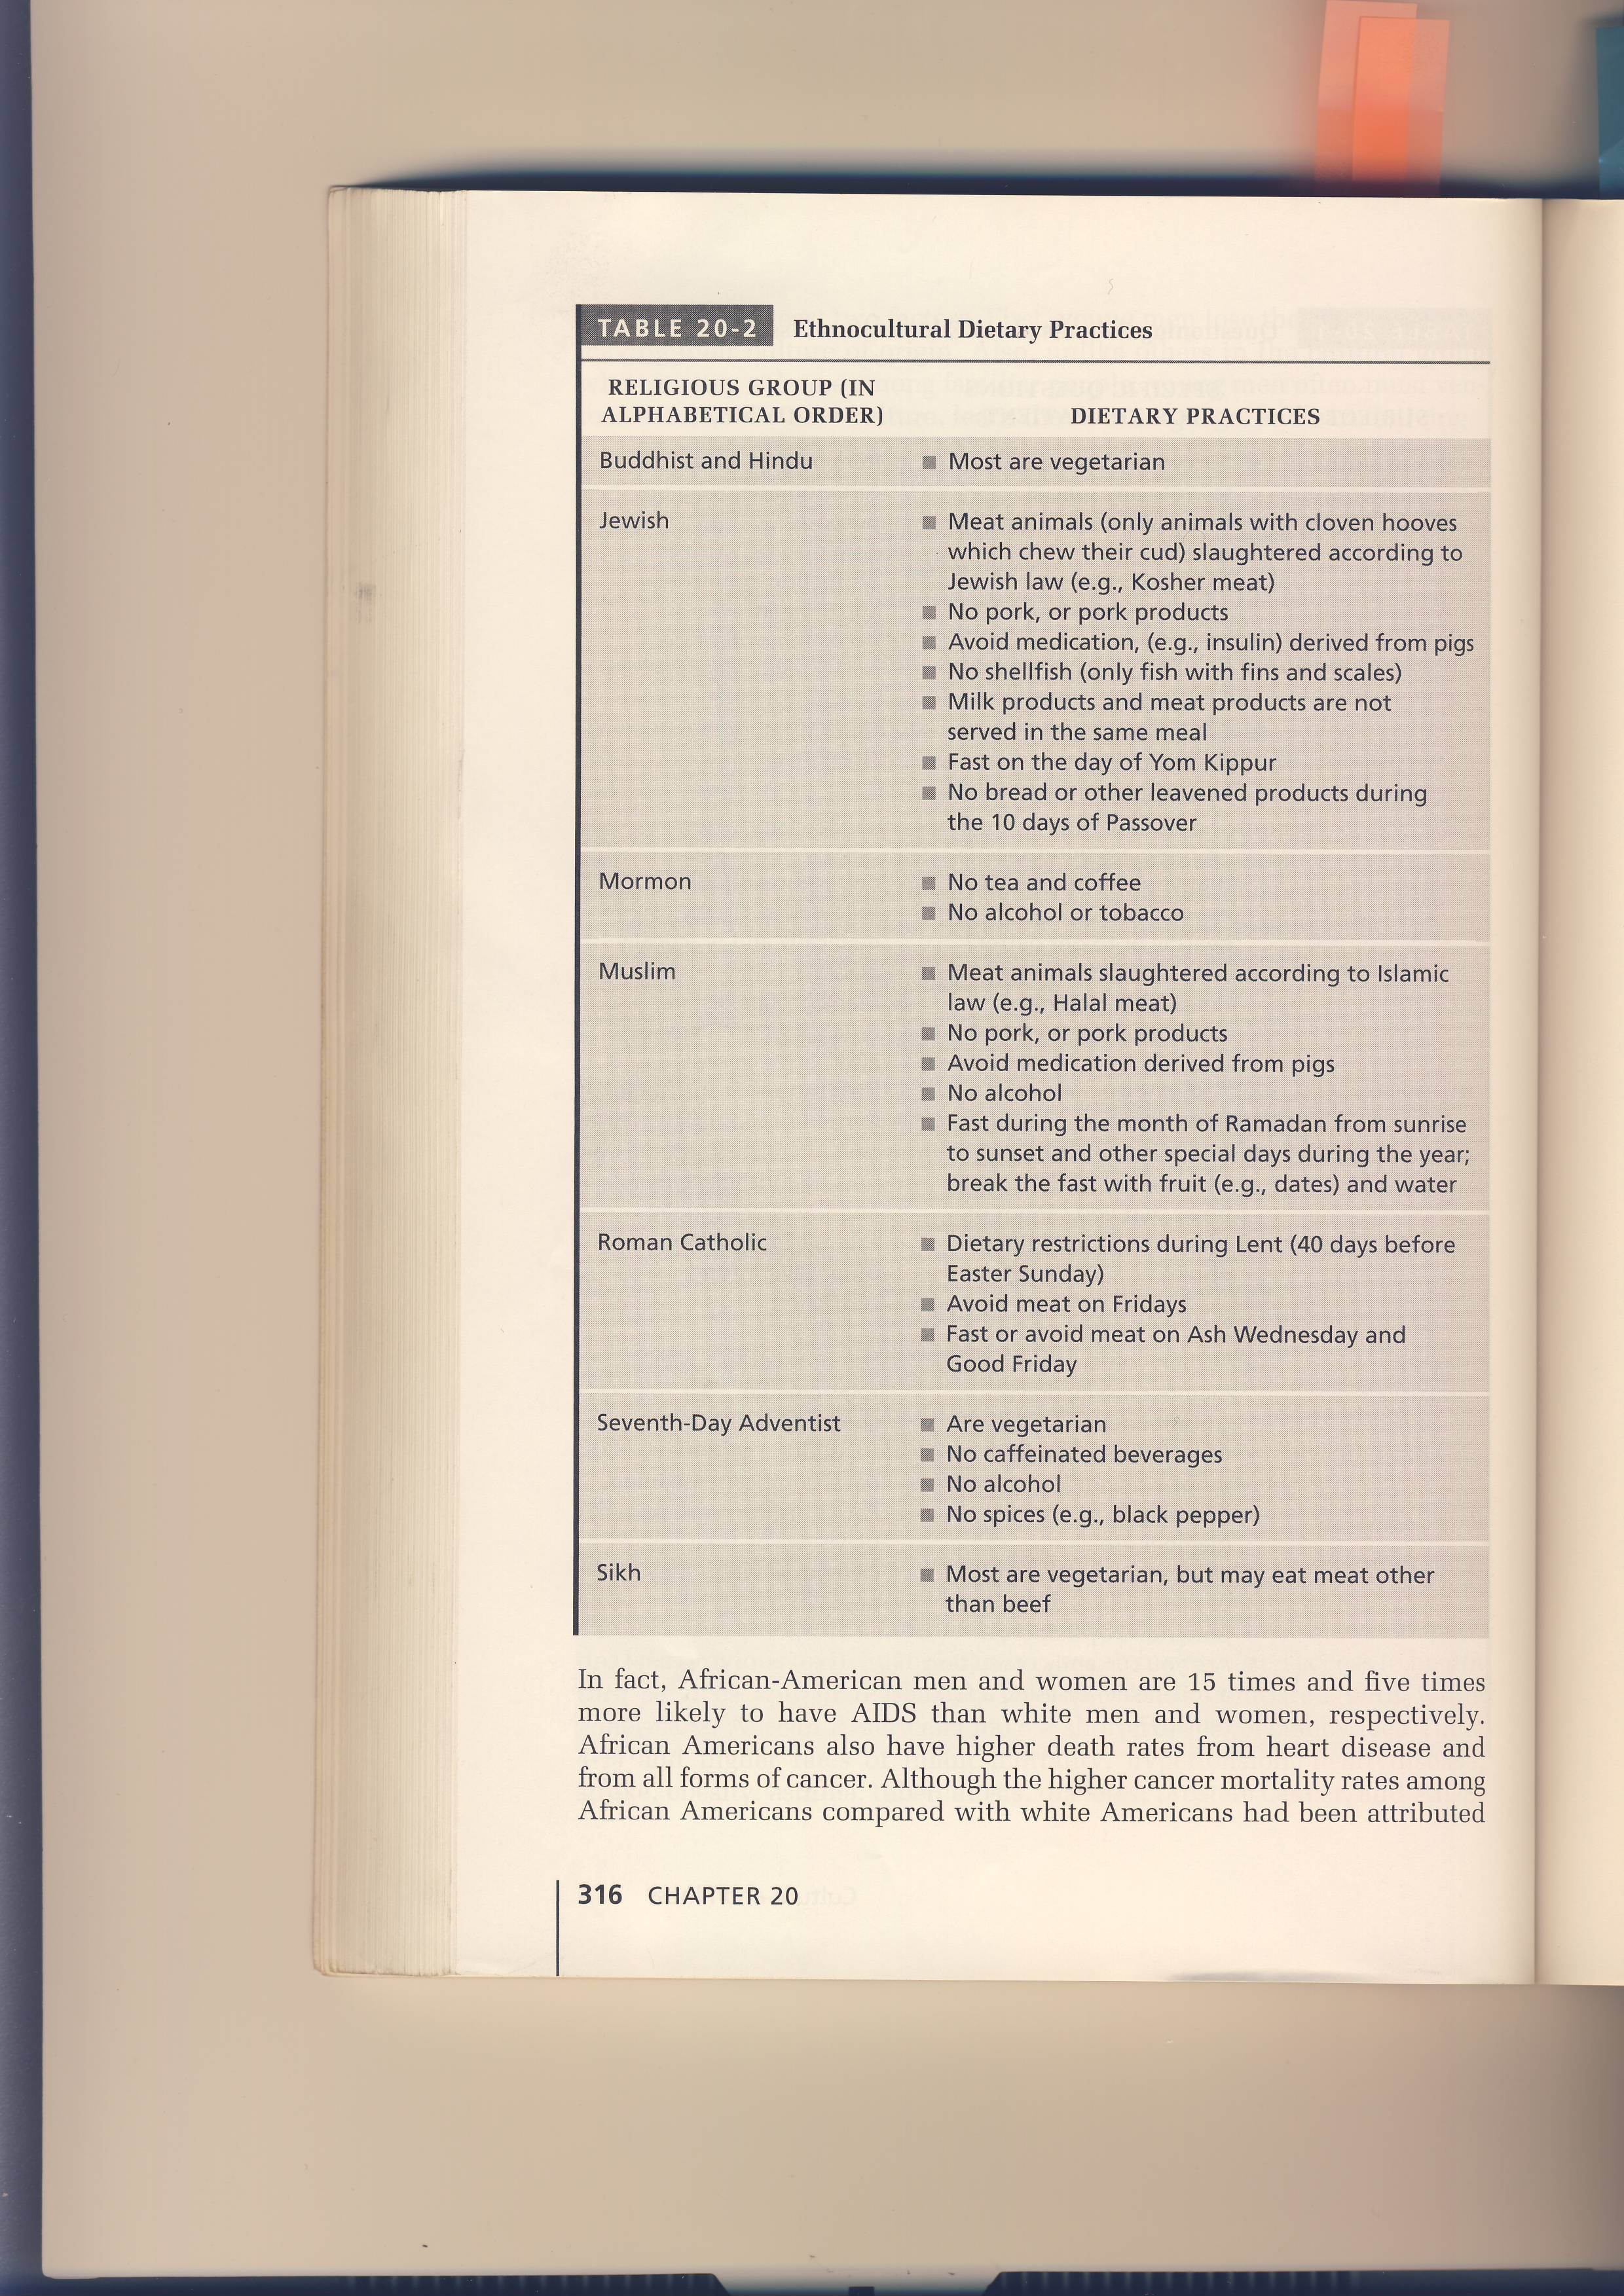 TABLE 20-2 Ethnocultural Dietary Practices
RELIGIOUS GROUP (IN
ALPHABETICAL ORDER) DIETARY PRACTICES
Buddhist and Hindu ■ Most are vegetarian
Jewish ■ Meat animals (only animals with cloven hooves
which chew their cud) slaughtered according to
Jewish law (e.g., Kosher meat)
■ No pork, or pork products
■ Avoid medication, (e.g., insulin) derived from pigs
■ No shellfish (only fish with fins and scales)
■ Milk products and meat products are not
served in the same meal
■ Fast on the day of Yom Kippur
■ No bread or other leavened products during
the 10 days of Passover
Mormon ■ No tea and coffee
■ No alcohol or tobacco
Muslim ■ Meat animals slaughtered according to Islamic
law (e.g., Halal meat)
■ No pork, or pork products
■ Avoid medication derived from pigs
■ No alcohol
■ Fast during the month of Ramadan from sunrise
to sunset and other special days during the year;
break the fast with fruit (e.g., dates) and water
Roman Catholic ■ Dietary restrictions during Lent (40 days before
Easter Sunday)
■ Avoid meat on Fridays
■ Fast or avoid meat on Ash Wednesday and
Good Friday
Seventh-Day Adventist ■ Are vegetarian
■ No caffeinated beverages
■ No alcohol
■ No spices (e.g., black pepper)
Sikh ■ Most are vegetarian, but may eat meat other
than beef
In fact, African-American men and women are 15 times and five times
more likely to have AIDS than white men and women, respectively.
African Americans also have higher death rates from heart disease and
from all forms of cancer. Although the higher cancer mortality rates among
African Americans compared with white Americans had been attributed
316 CHAPTER 20